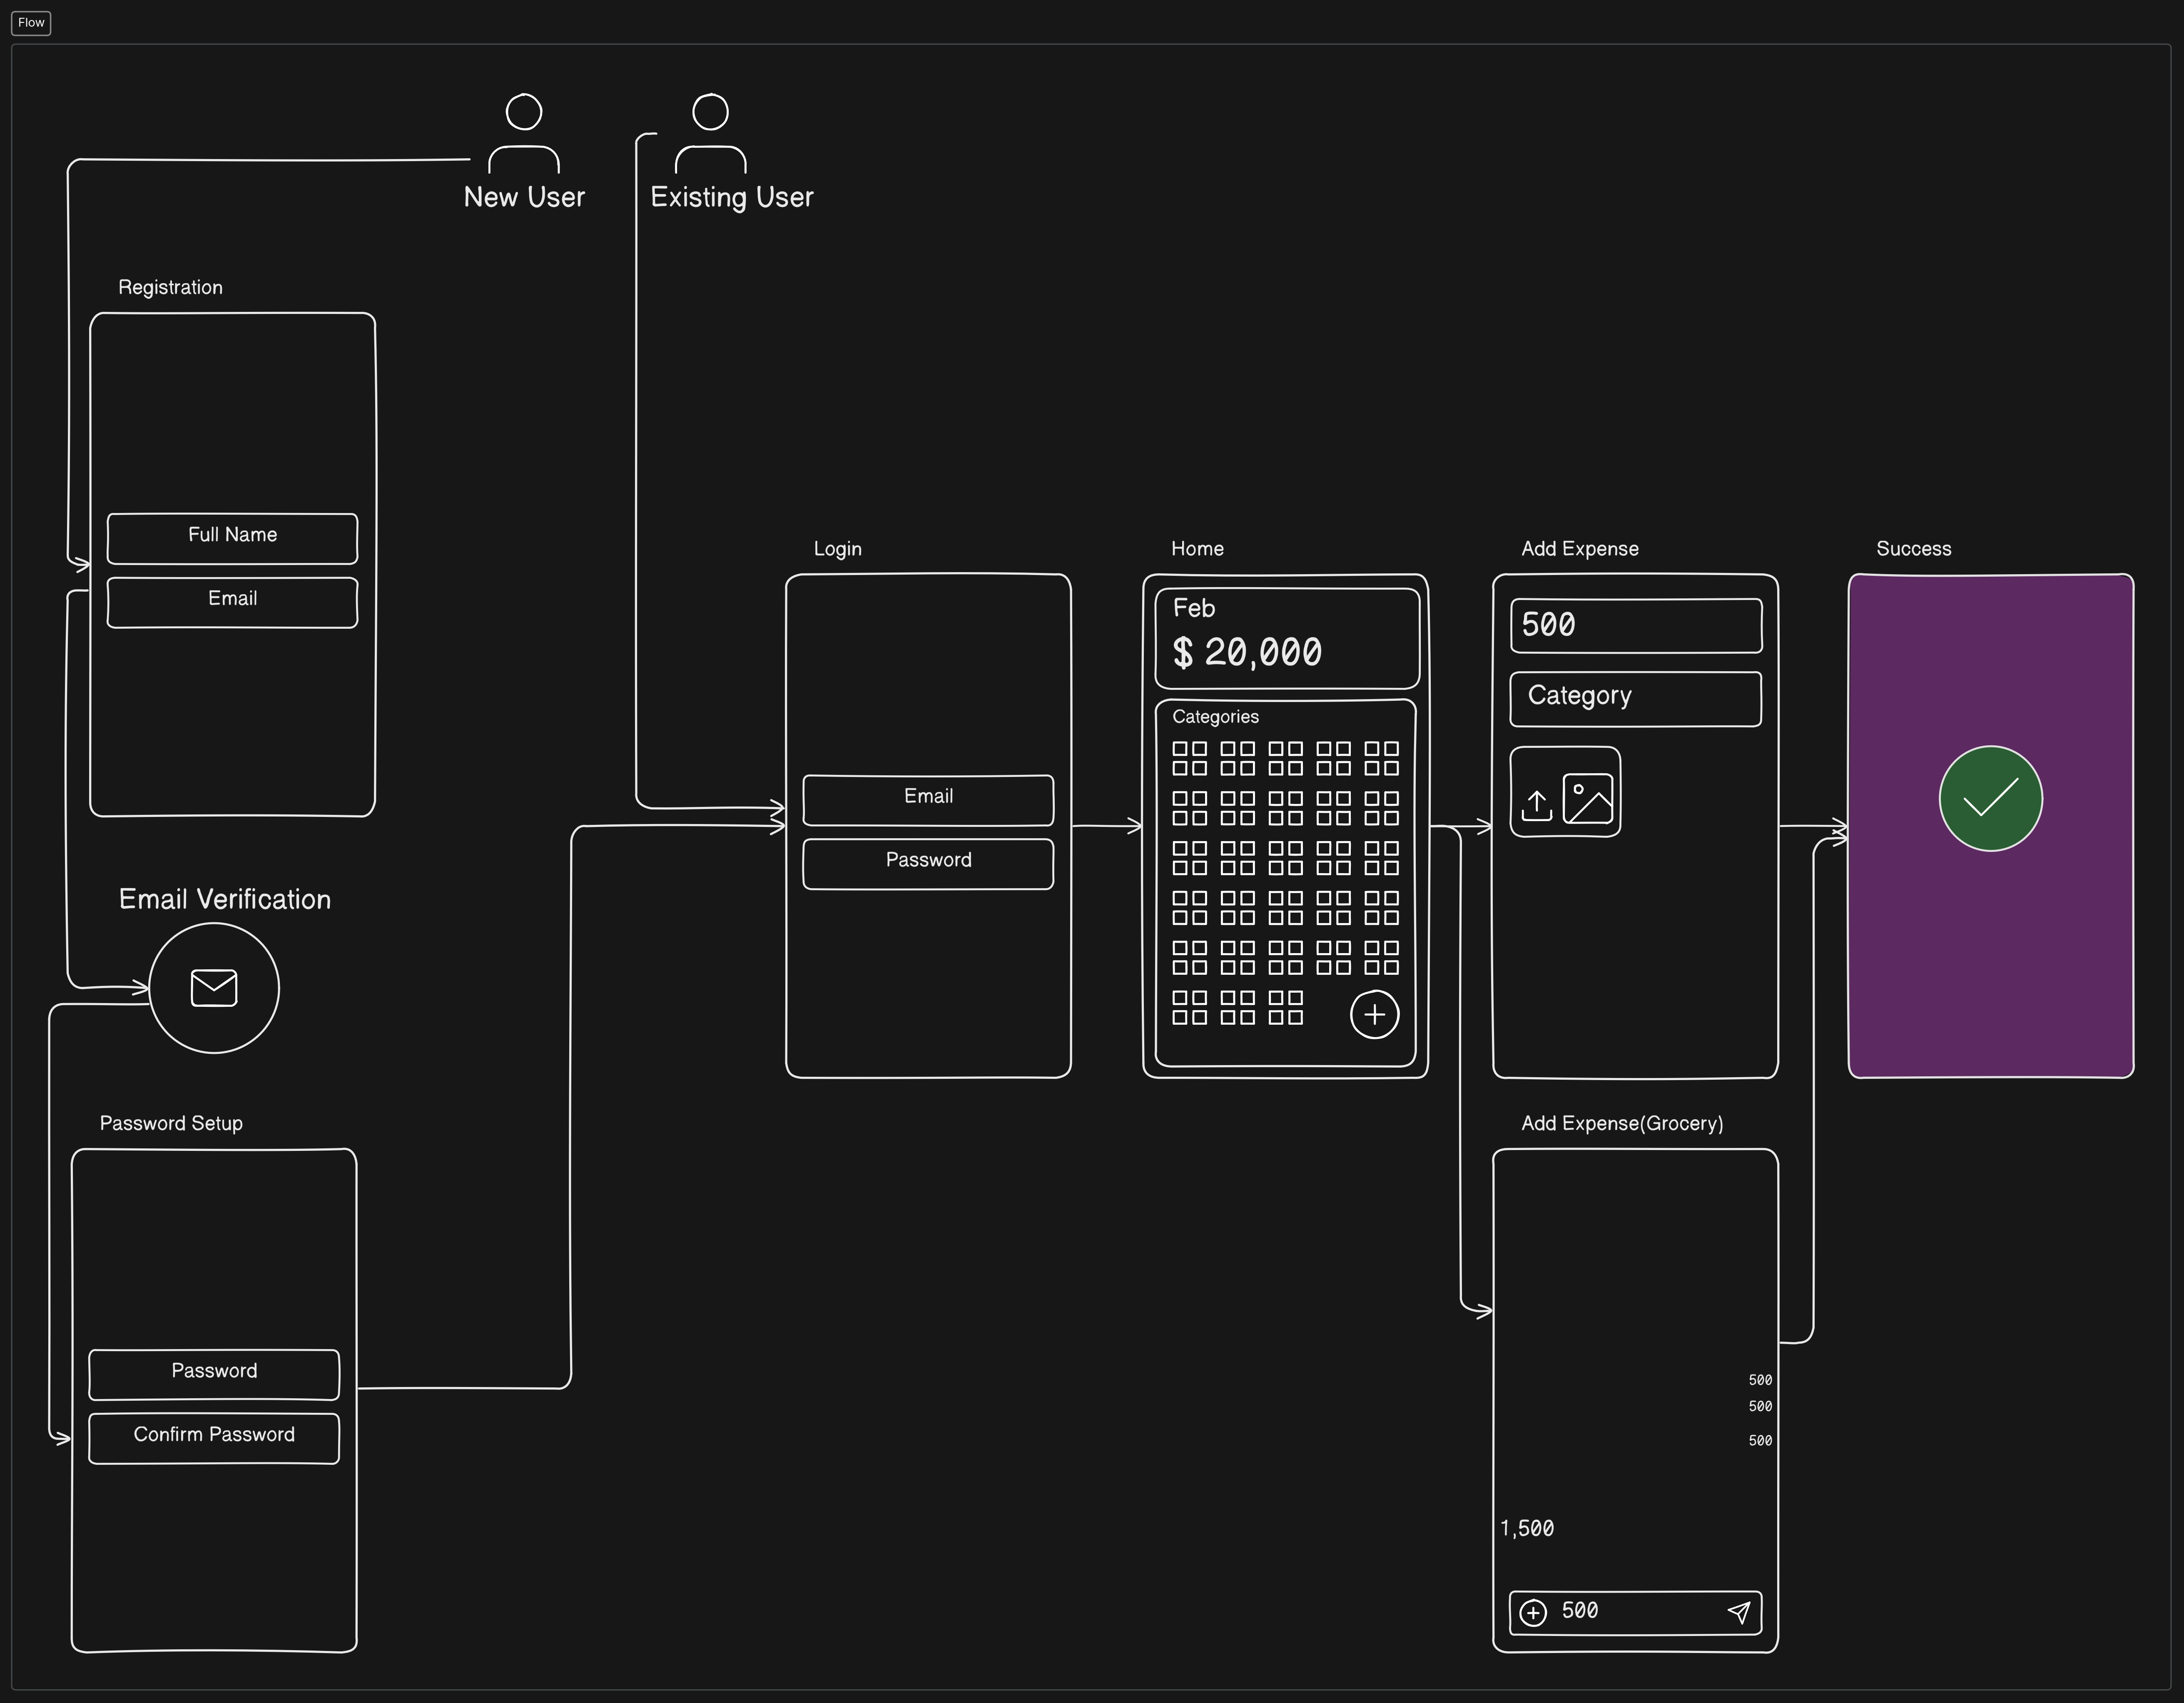 Flow
New User
Existing User
Registration
Full Name
Email
Email Verification
Password Setup
Password
Confirm Password
Login
Email
Password
Home
Feb
$ 20,000
Categories
Add Expense
500
Category
Success
Add Expense(Grocery)
500
500
500
1,500
500